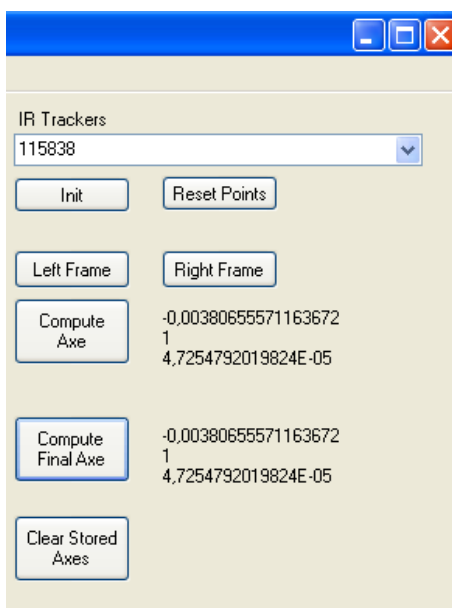 IR Trackers
115838
Init
Reset Points
Left Frame
Right Frame
Compute
Axe
-0,00380655571163672
1
4,7254792019824E-05
Compute
Final Axe
-0,00380655571163672
1
4,7254792019824E-05
Clear Stored
Axes